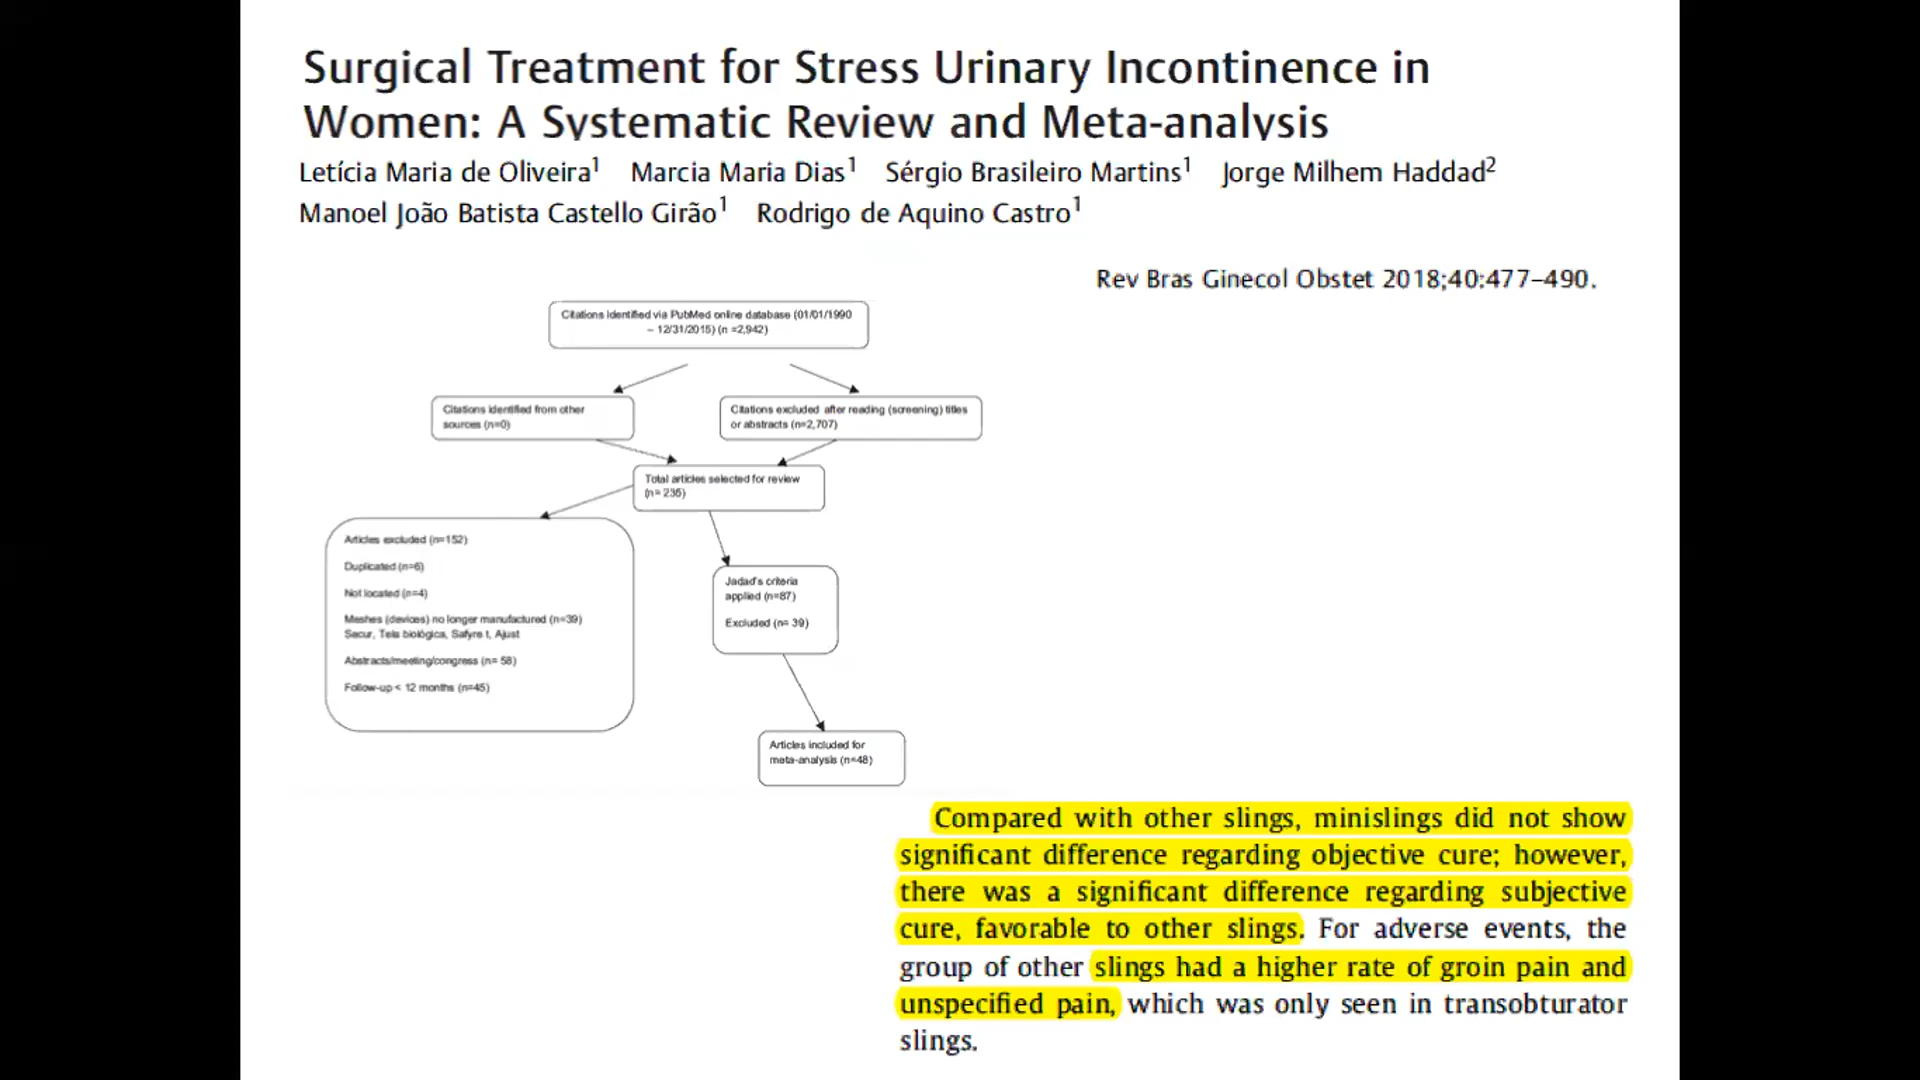 Surgical Treatment for Stress Urinary Incontinence in
Women: A Systematic Review and Meta-analysis
Letícia Maria de Oliveira1 Marcia Maria Dias1 Sérgio Brasileiro Martins1 Jorge Milhem Haddad2
Manoel João Batista Castello Girão1 Rodrigo de Aquino Castro1
Rev Bras Ginecol Obstet 2018;40:477–490.
Citations identified via PubMed online database (01/01/1990
– 12/31/2015) (n =2,942)
Citations identified from other
sources (n=0)
Citations excluded after reading (screening) titles
or abstracts (n=2,707)
Total articles selected for review
(n= 235)
Articles excluded (n=152)
Duplicated (n=6)
Not located (n=4)
Meshes (devices) no longer manufactured (n=39)
Secur, Tela biológica, Safyre t, Ajust
Abstracts/meeting/congress (n= 58)
Follow-up < 12 months (n=45)
Jadad's criteria
applied (n=87)
Excluded (n= 39)
Articles included for
meta-analysis (n=48)
Compared with other slings, minislings did not show
significant difference regarding objective cure; however,
there was a significant difference regarding subjective
cure, favorable to other slings. For adverse events, the
group of other slings had a higher rate of groin pain and
unspecified pain, which was only seen in transobturator
slings.